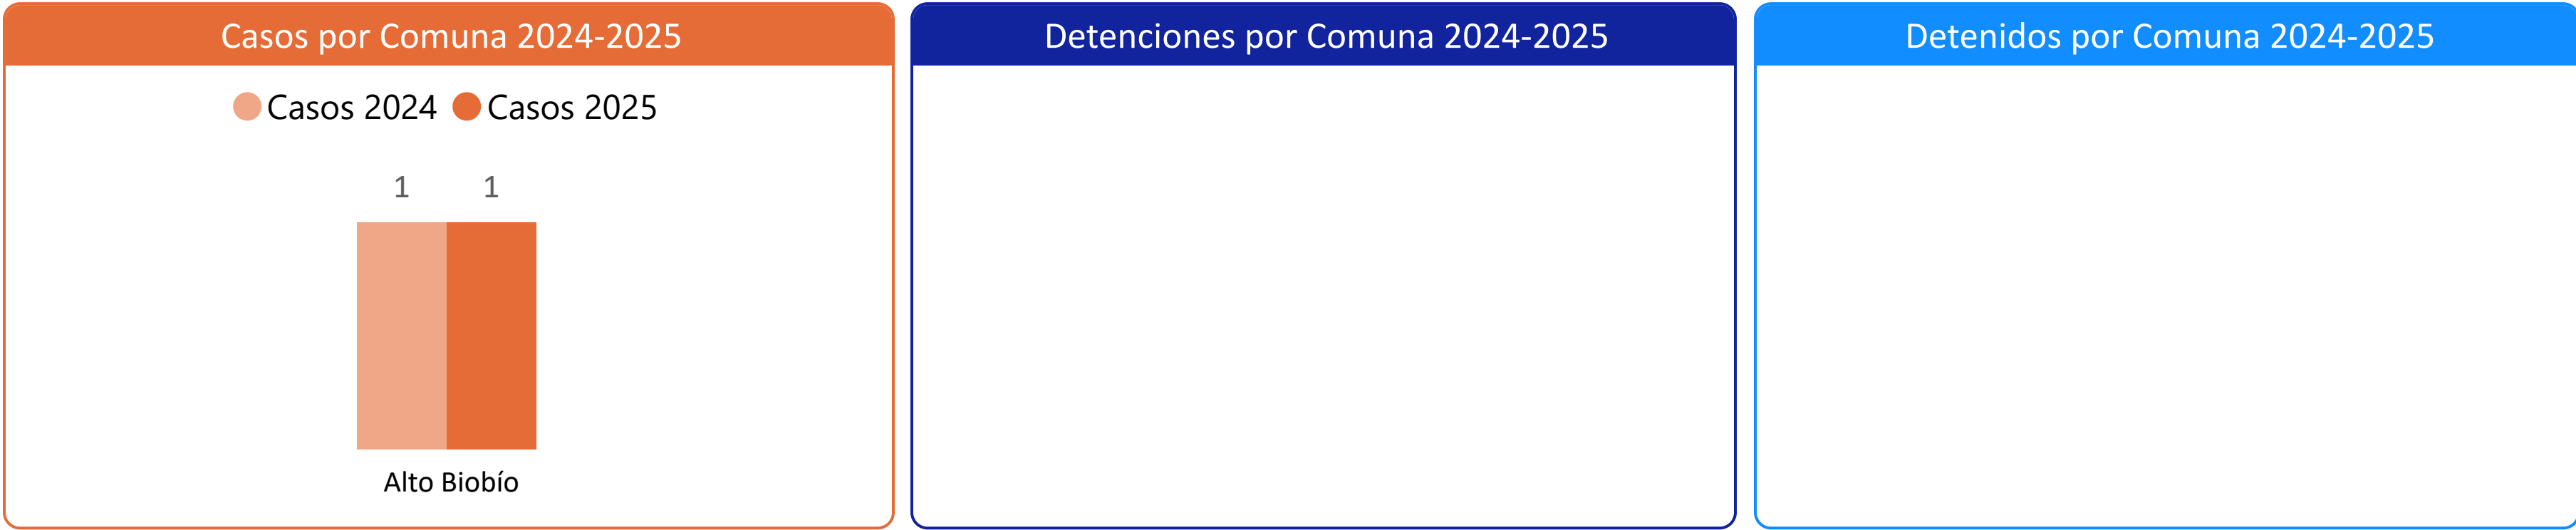 Casos por Comuna 2024-2025
Casos 2024 Casos 2025
1 1
Alto Biobío
Detenciones por Comuna 2024-2025
Detenidos por Comuna 2024-2025